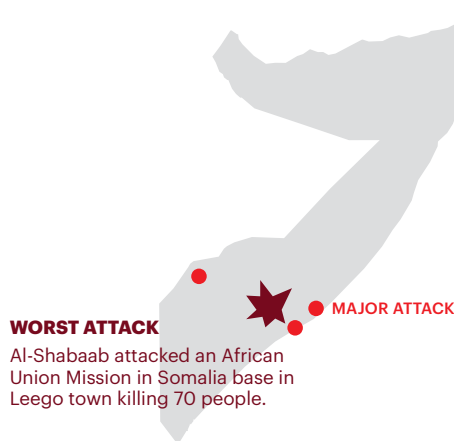 MAJOR ATTACK
WORST ATTACK
Al-Shabaab attacked an African
Union Mission in Somalia base in
Leego town killing 70 people.